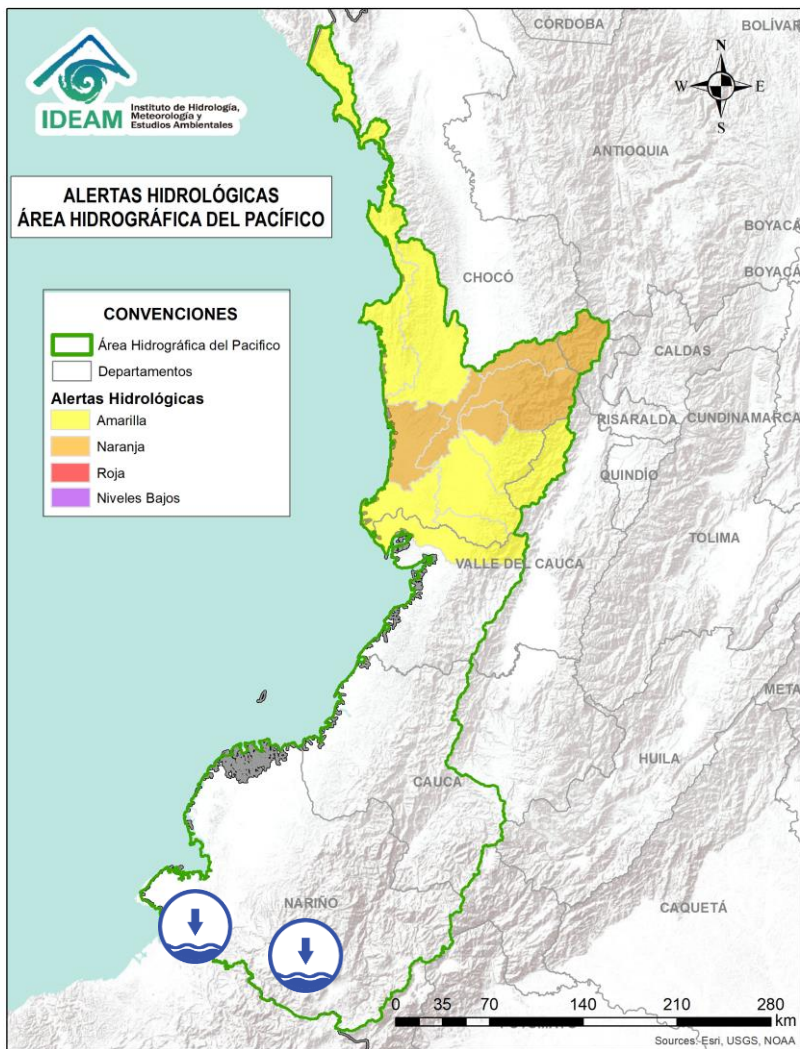 CÓRDOBA
BOLÍVAR
N
W
E
S
IDEAM
Instituto de Hidrología,
Meteorología y
Estudios Ambientales
ANTIOQUIA
ALERTAS HIDROLÓGICAS
ÁREA HIDROGRÁFICA DEL PACÍFICO
BOYACÁ
CHOCÓ
BOYACÁ
CONVENCIONES
Área Hidrográfica del Pacifico
Departamentos
Alertas Hidrológicas
Amarilla
Naranja
Roja
Niveles Bajos
CALDAS
RISARALDA
CUNDINAMARCA
QUINDÍO
TOLIMA
VALLE DEL CAUCA
META
HUILA
CAUCA
NARIÑO
CAQUETÁ
0 35 70 140 210 280
km
Sources: Esri, USGS, NOAA